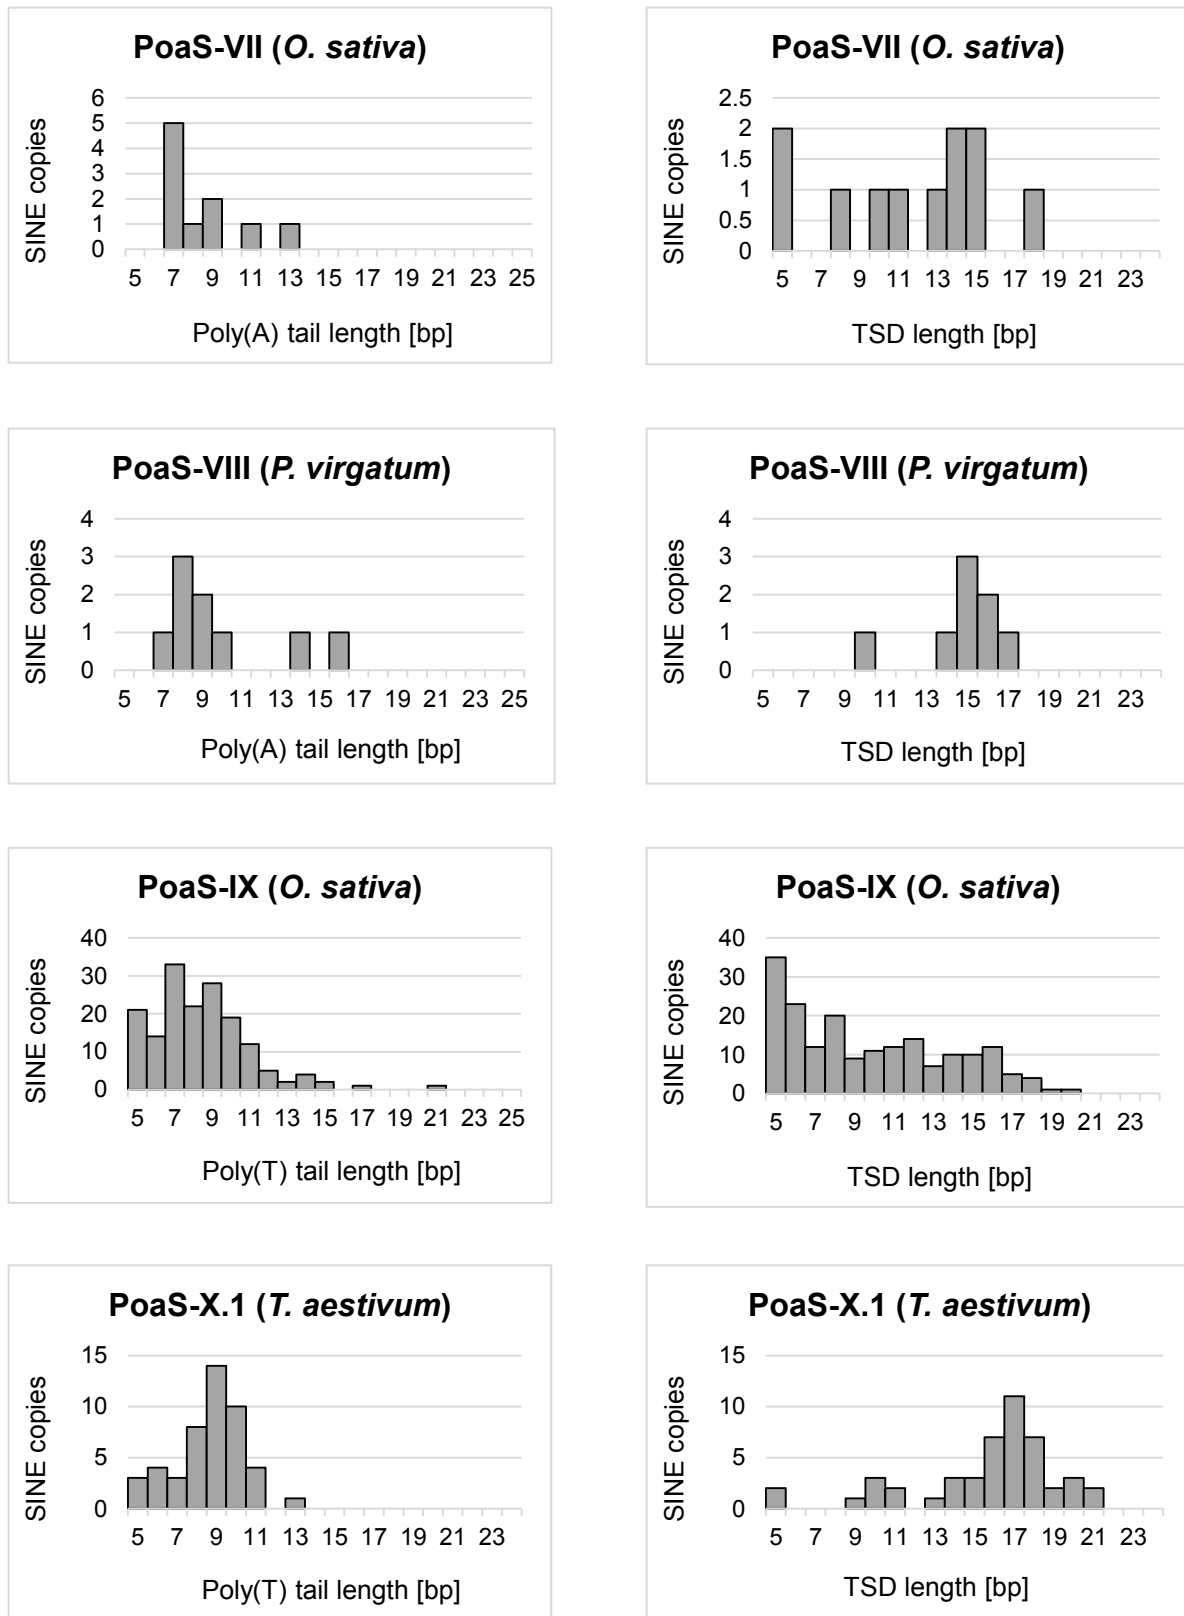 PoaS-VII (O. sativa)
6
5
4
3
2
1
0
SINE copies
5 7 9 11 13 15 17 19 21 23 25
Poly(A) tail length [bp]
PoaS-VII (O. sativa)
2.5
2
1.5
1
0.5
0
SINE copies
5 7 9 11 13 15 17 19 21 23
TSD length [bp]
PoaS-VIII (P. virgatum)
4
3
2
1
0
SINE copies
5 7 9 11 13 15 17 19 21 23 25
Poly(A) tail length [bp]
PoaS-VIII (P. virgatum)
4
3
2
1
0
SINE copies
5 7 9 11 13 15 17 19 21 23
TSD length [bp]
PoaS-IX (O. sativa)
40
30
20
10
0
SINE copies
5 7 9 11 13 15 17 19 21 23 25
Poly(T) tail length [bp]
PoaS-IX (O. sativa)
40
30
20
10
0
SINE copies
5 7 9 11 13 15 17 19 21 23
TSD length [bp]
PoaS-X.1 (T. aestivum)
15
10
5
0
SINE copies
5 7 9 11 13 15 17 19 21 23
Poly(T) tail length [bp]
PoaS-X.1 (T. aestivum)
15
10
5
0
SINE copies
5 7 9 11 13 15 17 19 21 23
TSD length [bp]